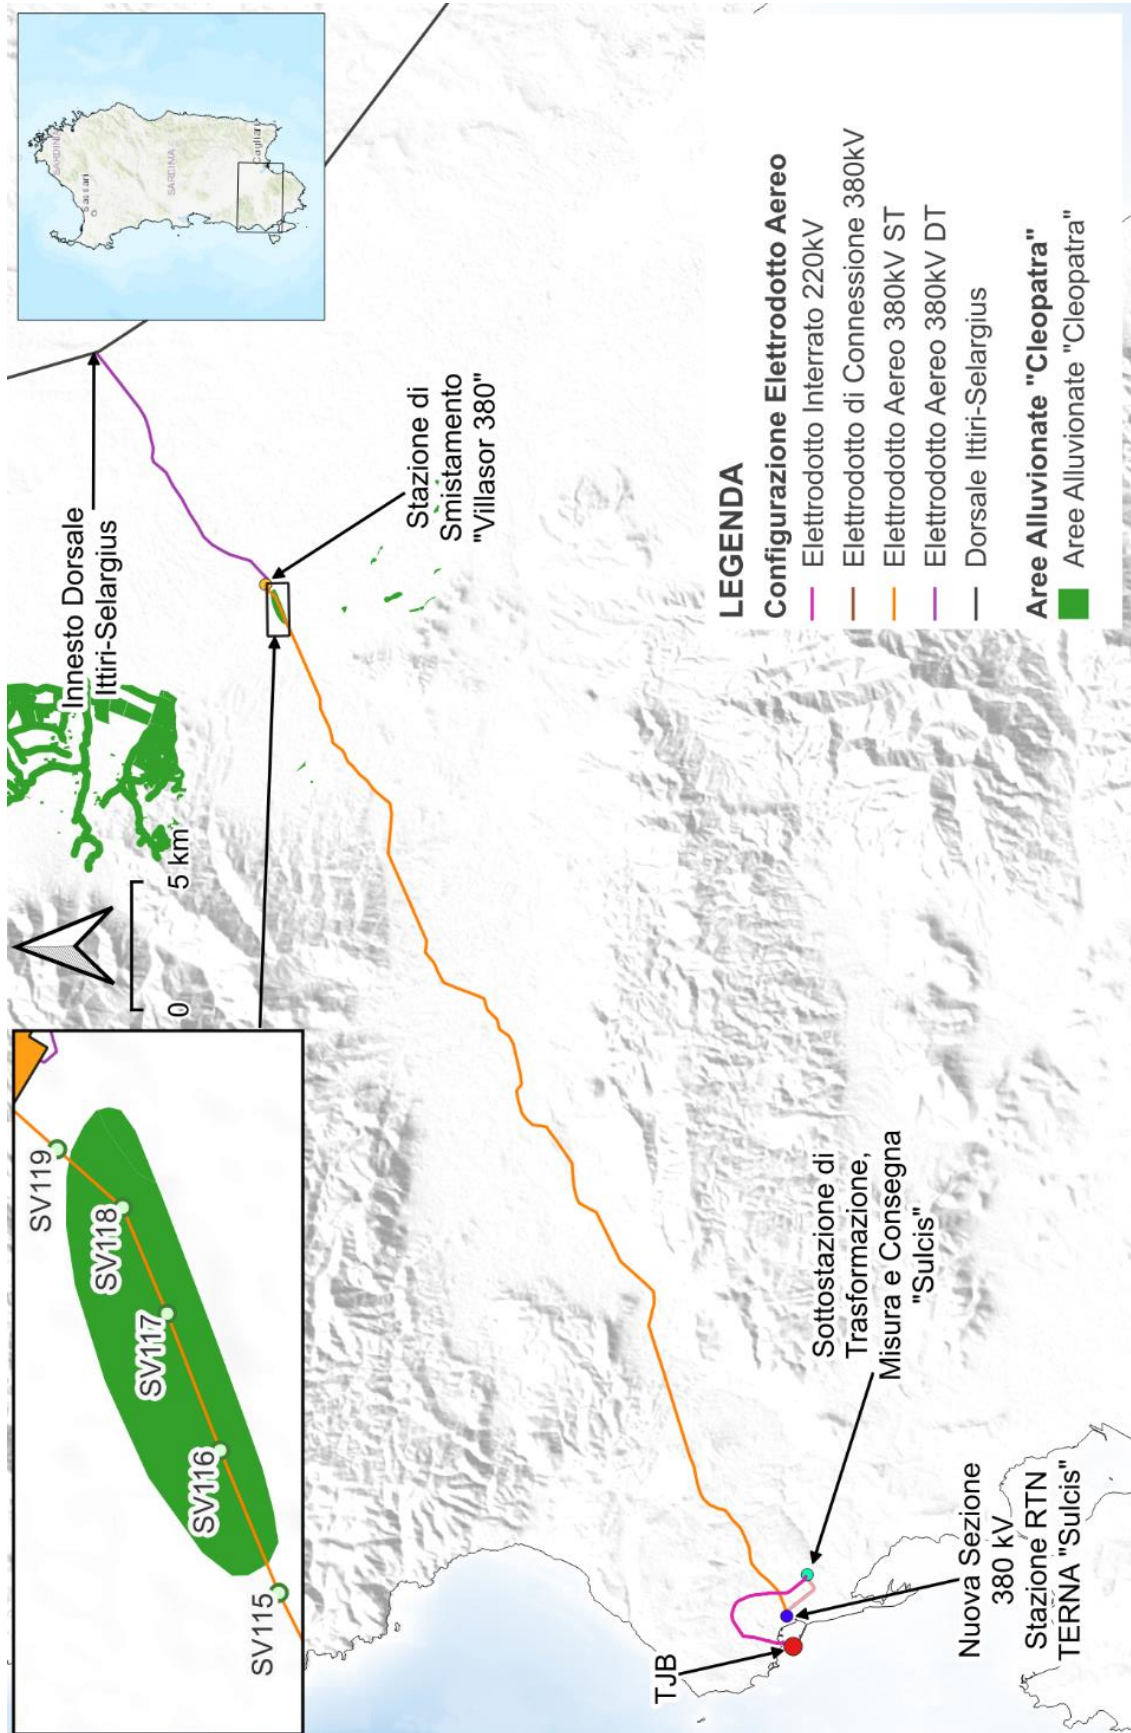 SV115
SV116
SV117
SV118
SV119
0
5 km
Innesto Dorsale
Ittiri-Selargius
SARDINIA
Sassari
SARDINIA
Cagliari
Stazione di
Smistamento
"Villasor 380"
TJB
Nuova Sezione
380 kV
Stazione RTN
TERNA "Sulcis"
Sottostazione di
Trasformazione,
Misura e Consegna
"Sulcis"
LEGENDA
Configurazione Elettrodotto Aereo
Elettrodotto Interrato 220kV
Elettrodotto di Connessione 380kV
Elettrodotto Aereo 380kV ST
Elettrodotto Aereo 380kV DT
Dorsale Ittiri-Selargius
Aree Alluvionate "Cleopatra"
Aree Alluvionate "Cleopatra"